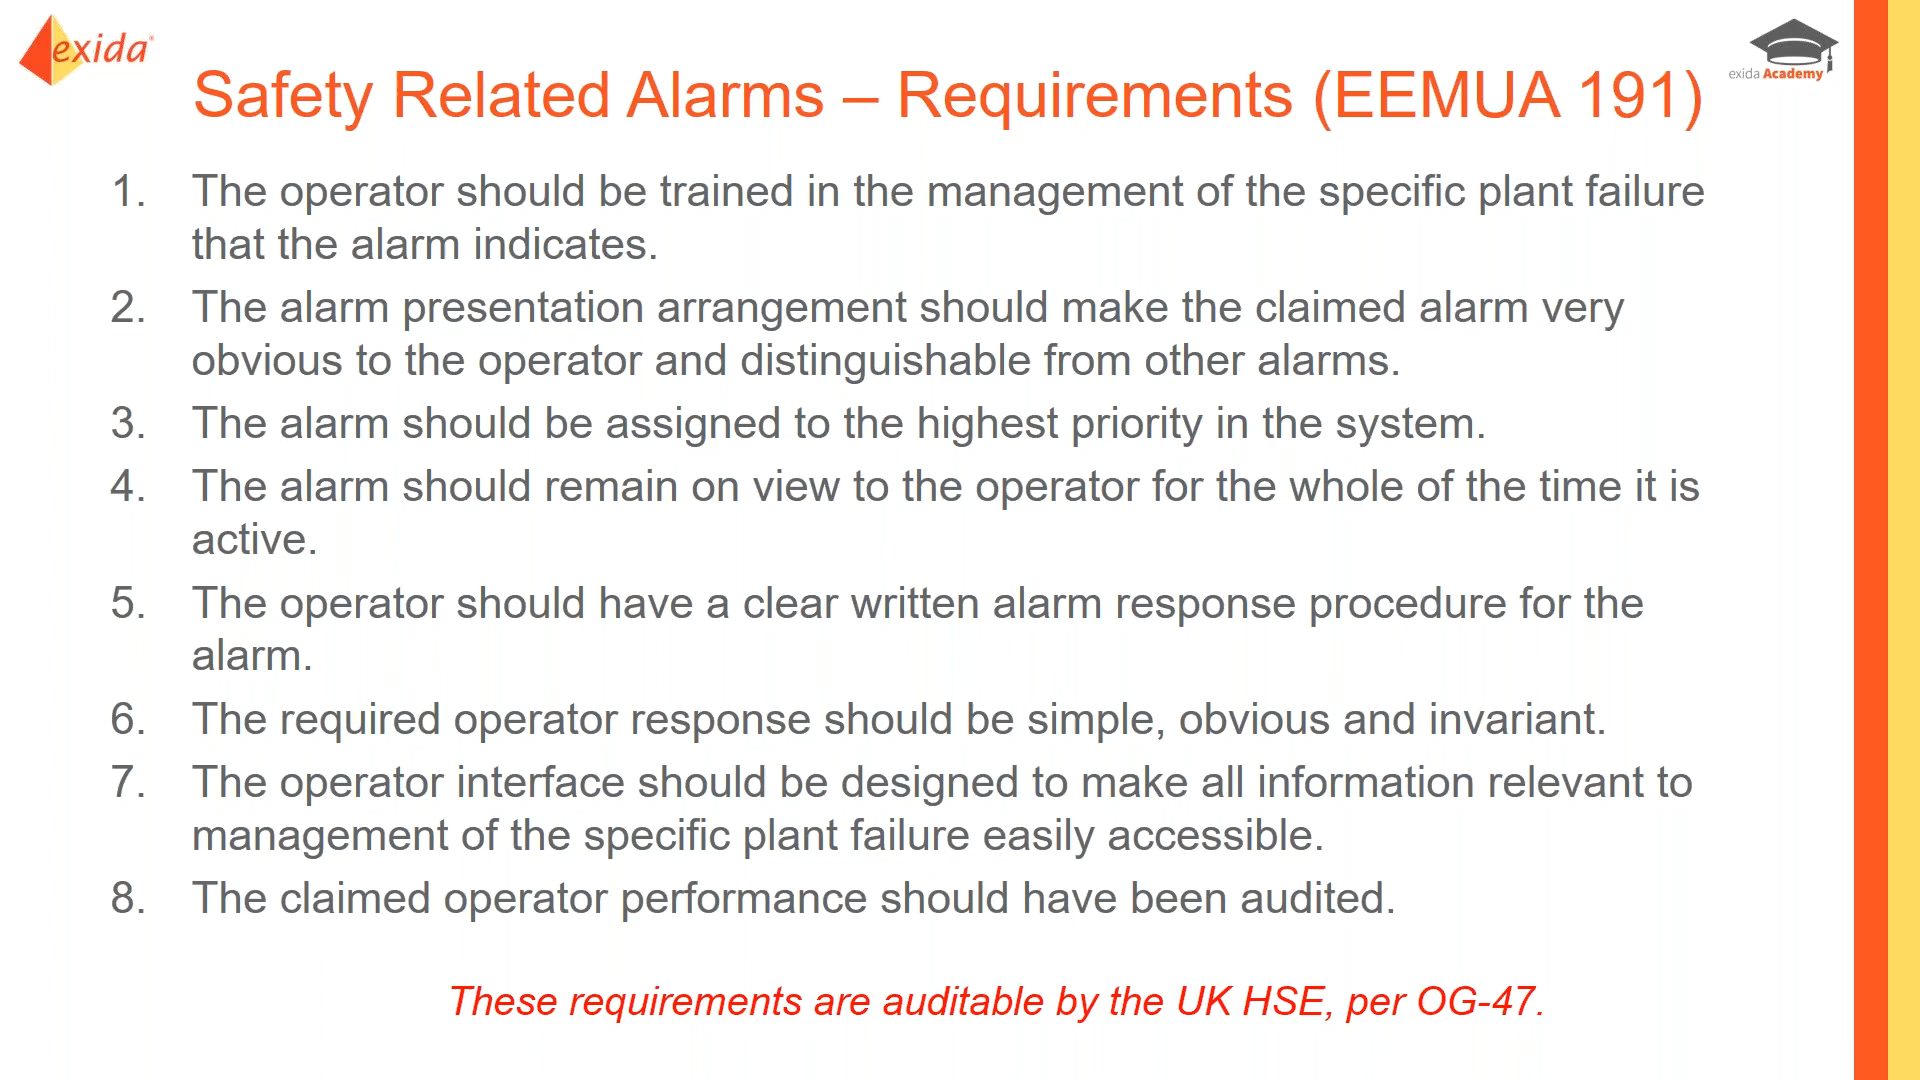 exida
exida Academy
Safety Related Alarms – Requirements (EEMUA 191)
1. The operator should be trained in the management of the specific plant failure
that the alarm indicates.
2. The alarm presentation arrangement should make the claimed alarm very
obvious to the operator and distinguishable from other alarms.
3. The alarm should be assigned to the highest priority in the system.
4. The alarm should remain on view to the operator for the whole of the time it is
active.
5. The operator should have a clear written alarm response procedure for the
alarm.
6. The required operator response should be simple, obvious and invariant.
7. The operator interface should be designed to make all information relevant to
management of the specific plant failure easily accessible.
8. The claimed operator performance should have been audited.
These requirements are auditable by the UK HSE, per OG-47.